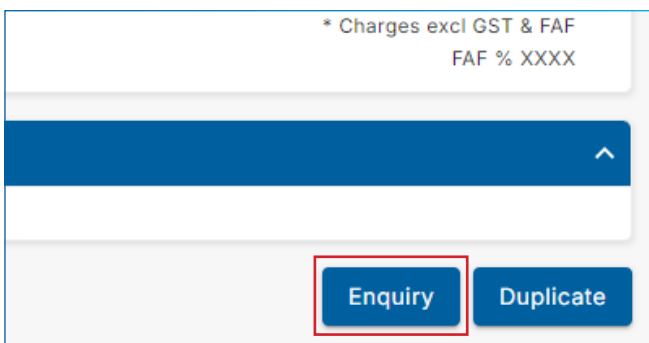 * Charges excl GST & FAF
FAF % XXXX
Enquiry
Duplicate